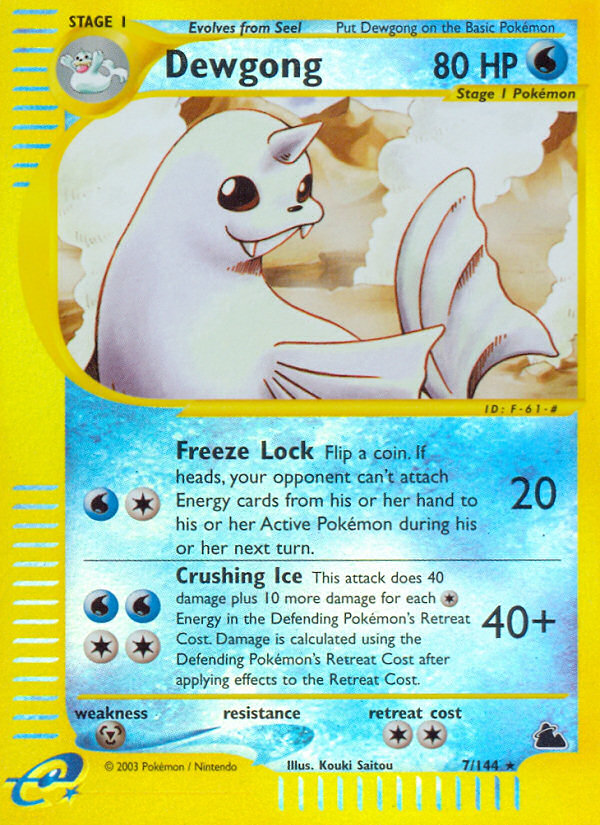 STAGE 1
Evolves from Seel
Put Dewgong on the Basic Pokémon
Dewgong
80 HP
Stage 1 Pokémon
ID: F-61-#
Freeze Lock Flip a coin. If
heads, your opponent can't attach
Energy cards from his or her hand to
his or her Active Pokémon during his
or her next turn.
20
Crushing Ice This attack does 40
damage plus 10 more damage for each
Energy in the Defending Pokémon's Retreat
Cost. Damage is calculated using the
Defending Pokémon's Retreat Cost after
applying effects to the Retreat Cost.
40+
weakness
resistance
retreat cost
© 2003 Pokémon / Nintendo
Illus. Kouki Saitou
7/144 ★
e